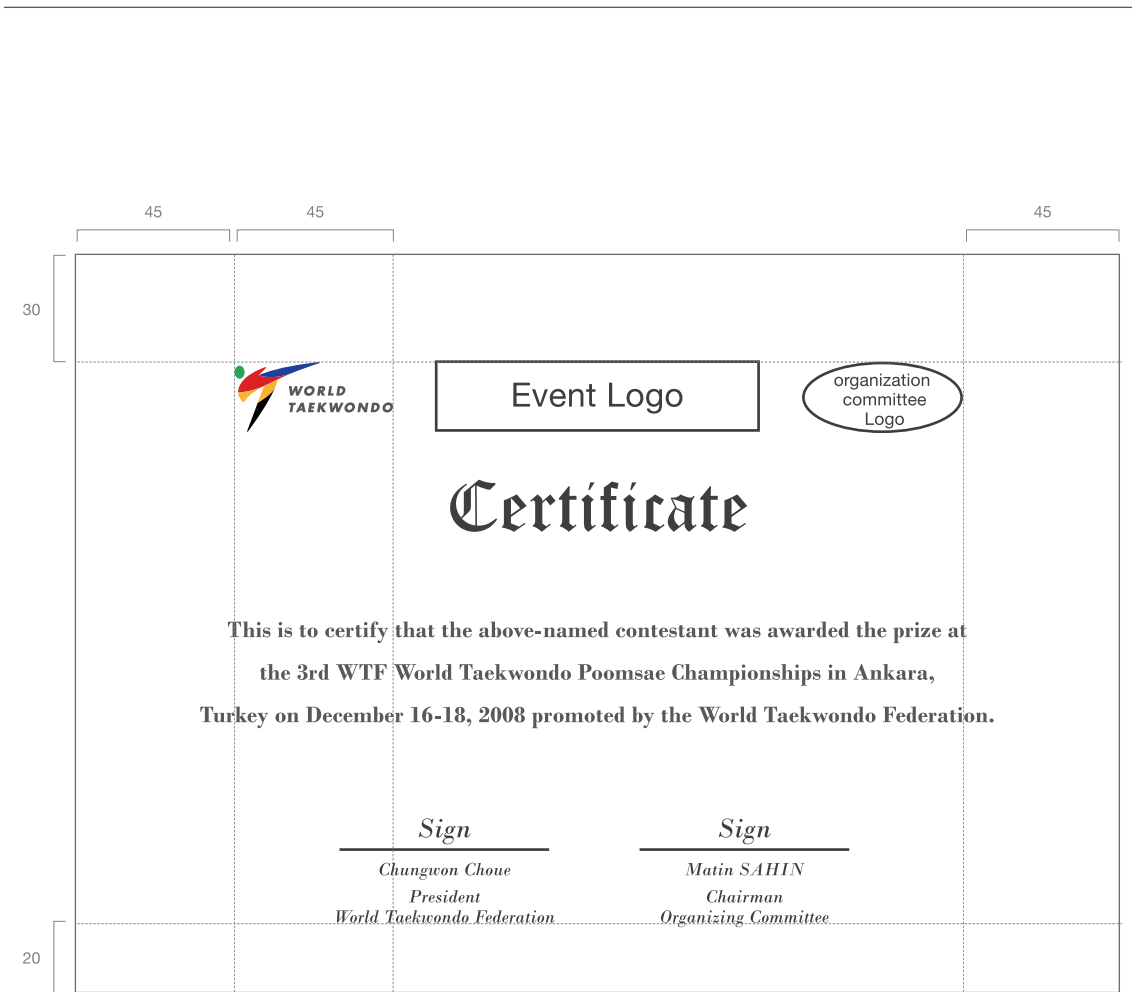 45 45 45
30
WORLD
TAEKWONDO
Event Logo
organization
committee
Logo
Certificate
This is to certify that the above-named contestant was awarded the prize at
the 3rd WTF World Taekwondo Poomsae Championships in Ankara,
Turkey on December 16-18, 2008 promoted by the World Taekwondo Federation.
Sign
Chungwon Choue
President
World Taekwondo Federation
Sign
Matin SAHIN
Chairman
Organizing Committee
20